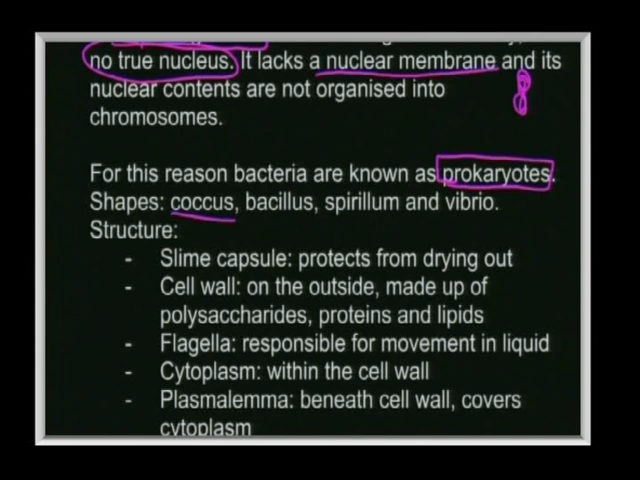 no true nucleus. It lacks a nuclear membrane and its
nuclear contents are not organised into
chromosomes.
For this reason bacteria are known as prokaryotes.
Shapes: coccus, bacillus, spirillum and vibrio.
Structure:
- Slime capsule: protects from drying out
- Cell wall: on the outside, made up of
polysaccharides, proteins and lipids
- Flagella: responsible for movement in liquid
- Cytoplasm: within the cell wall
- Plasmalemma: beneath cell wall, covers
cytoplasm